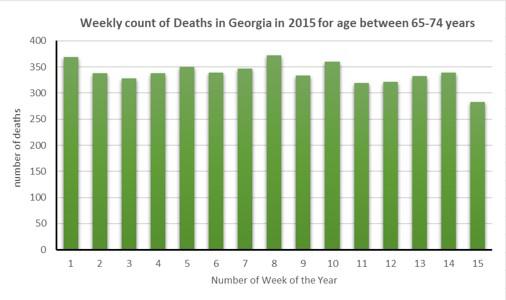 Weekly count of Deaths in Georgia in 2015 for age between 65-74 years
400
350
300
250
200
150
100
50
0
number of deaths
1 2 3 4 5 6 7 8 9 10 11 12 13 14 15
Number of Week of the Year